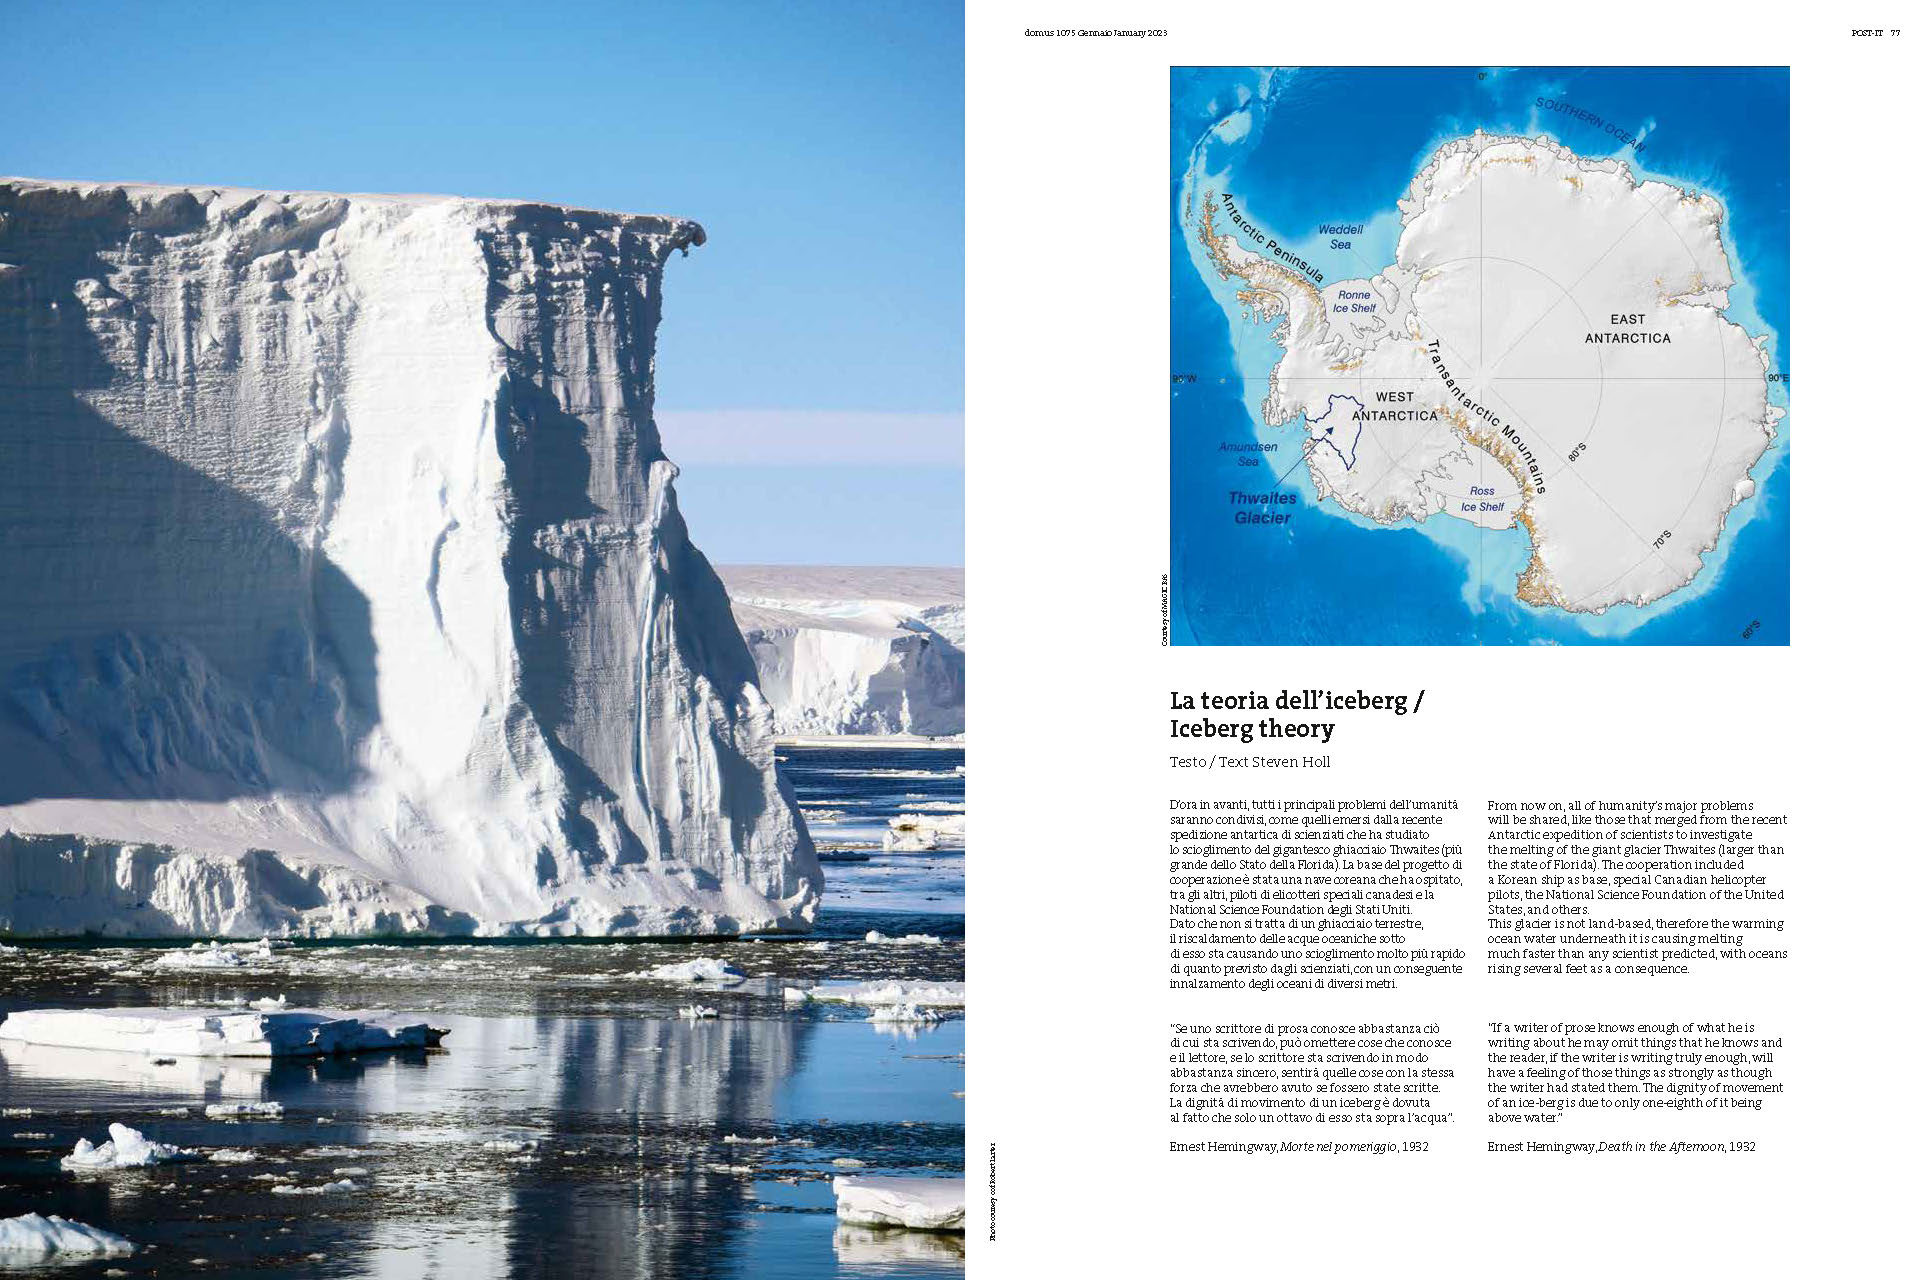 domus 1075 Gennaio January 2023
POST-IT 77
0°
SOUTHERN OCEAN
Antarctic Peninsula
Weddell
Sea
Ronne
Ice Shelf
EAST
ANTARCTICA
Transantarctic Mountains
90°W
90°E
WEST
ANTARCTICA
Amundsen
Sea
80°S
Thwaites
Glacier
Ross
Ice Shelf
70°S
60°S
Courtesy of MAGIC BAS
La teoria dell'iceberg /
Iceberg theory
Testo / Text Steven Holl
D'ora in avanti, tutti i principali problemi dell'umanità
saranno condivisi, come quelli emersi dalla recente
spedizione antartica di scienziati che ha studiato
lo scioglimento del gigantesco ghiacciaio Thwaites (più
grande dello Stato della Florida). La base del progetto di
cooperazione è stata una nave coreana che ha ospitato,
tra gli altri, piloti di elicotteri speciali canadesi e la
National Science Foundation degli Stati Uniti.
Dato che non si tratta di un ghiacciaio terrestre,
il riscaldamento delle acque oceaniche sotto
di esso sta causando uno scioglimento molto più rapido
di quanto previsto dagli scienziati, con un conseguente
innalzamento degli oceani di diversi metri.
"Se uno scrittore di prosa conosce abbastanza ciò
di cui sta scrivendo, può omettere cose che conosce
e il lettore, se lo scrittore sta scrivendo in modo
abbastanza sincero, sentirà quelle cose con la stessa
forza che avrebbero avuto se fossero state scritte.
La dignità di movimento di un iceberg è dovuta
al fatto che solo un ottavo di esso sta sopra l'acqua".
Ernest Hemingway, Morte nel pomeriggio, 1932
From now on, all of humanity's major problems
will be shared, like those that merged from the recent
Antarctic expedition of scientists to investigate
the melting of the giant glacier Thwaites (larger than
the state of Florida). The cooperation included
a Korean ship as base, special Canadian helicopter
pilots, the National Science Foundation of the United
States, and others.
This glacier is not land-based, therefore the warming
ocean water underneath it is causing melting
much faster than any scientist predicted, with oceans
rising several feet as a consequence.
"If a writer of prose knows enough of what he is
writing about he may omit things that he knows and
the reader, if the writer is writing truly enough, will
have a feeling of those things as strongly as though
the writer had stated them. The dignity of movement
of an ice-berg is due to only one-eighth of it being
above water."
Ernest Hemingway, Death in the Afternoon, 1932
Photo courtesy of Robert Larter